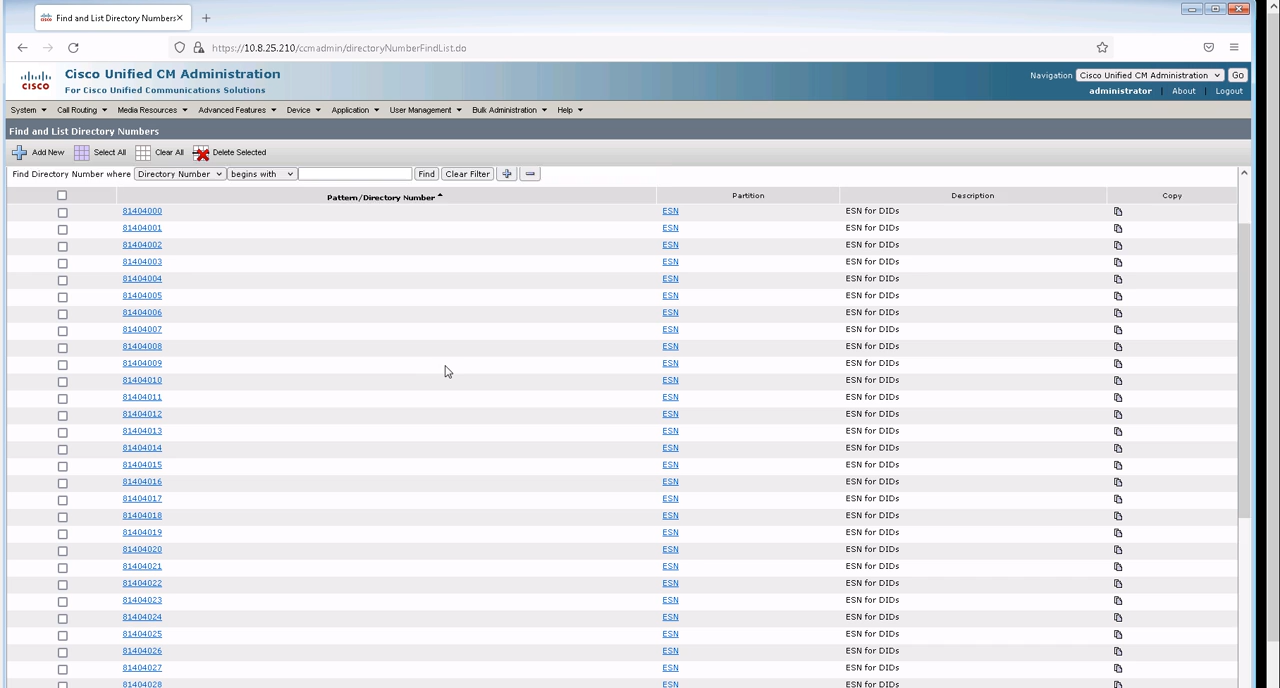 Find and List Directory Numbers × +
https://10.8.25.210/ccmadmin/directoryNumberFindList.do
CISCO Cisco Unified CM Administration Navigation Cisco Unified CM Administration Go
For Cisco Unified Communications Solutions administrator | About | Logout
System Call Routing Media Resources Advanced Features Device Application User Management Bulk Administration Help
Find and List Directory Numbers
Add New Select All Clear All Delete Selected
Find Directory Number where Directory Number begins with Find Clear Filter
Pattern/Directory Number Partition Description Copy
81404000 ESN ESN for DIDs
81404001 ESN ESN for DIDs
81404002 ESN ESN for DIDs
81404003 ESN ESN for DIDs
81404004 ESN ESN for DIDs
81404005 ESN ESN for DIDs
81404006 ESN ESN for DIDs
81404007 ESN ESN for DIDs
81404008 ESN ESN for DIDs
81404009 ESN ESN for DIDs
81404010 ESN ESN for DIDs
81404011 ESN ESN for DIDs
81404012 ESN ESN for DIDs
81404013 ESN ESN for DIDs
81404014 ESN ESN for DIDs
81404015 ESN ESN for DIDs
81404016 ESN ESN for DIDs
81404017 ESN ESN for DIDs
81404018 ESN ESN for DIDs
81404019 ESN ESN for DIDs
81404020 ESN ESN for DIDs
81404021 ESN ESN for DIDs
81404022 ESN ESN for DIDs
81404023 ESN ESN for DIDs
81404024 ESN ESN for DIDs
81404025 ESN ESN for DIDs
81404026 ESN ESN for DIDs
81404027 ESN ESN for DIDs
81404028 ESN ESN for DIDs